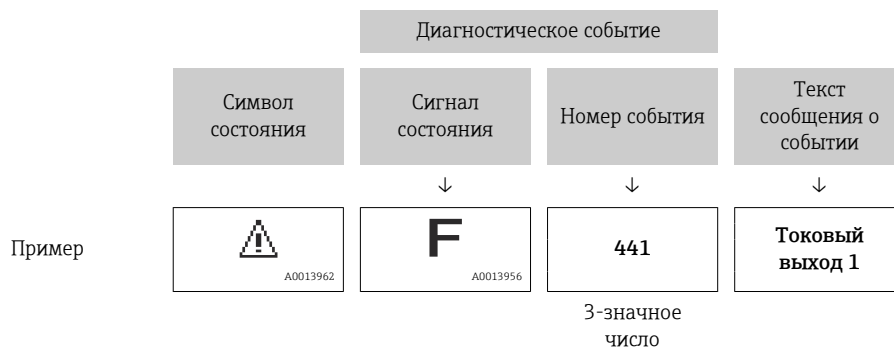 Диагностическое событие
Символ
состояния
Сигнал
состояния
Номер события
Текст
сообщения о
событии
↓ ↓ ↓
Пример
A0013962
F
A0013956
441
Токовый
выход 1
3-значное
число